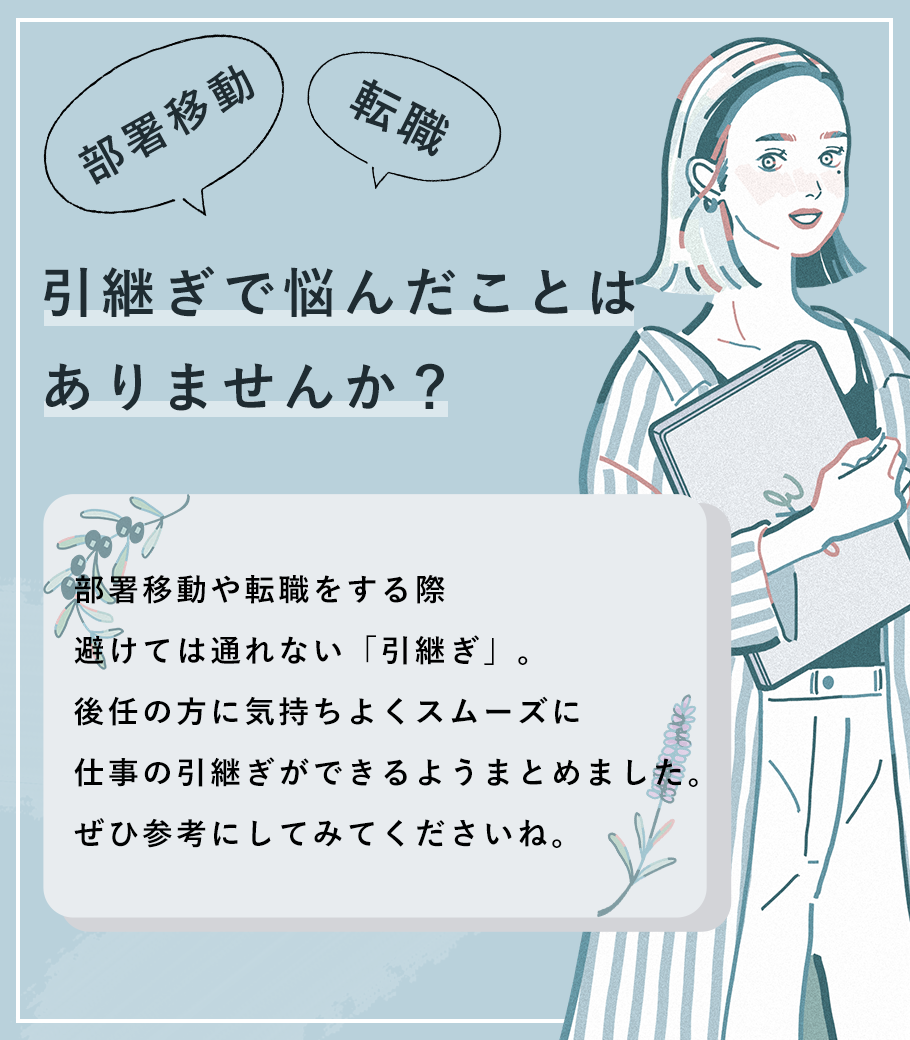 部署移動
転職
引継ぎで悩んだことは
ありませんか？
部署移動や転職をする際
避けては通れない「引継ぎ」。
後任の方に気持ちよくスムーズに
仕事の引継ぎができるようまとめました。
ぜひ参考にしてみてくださいね。